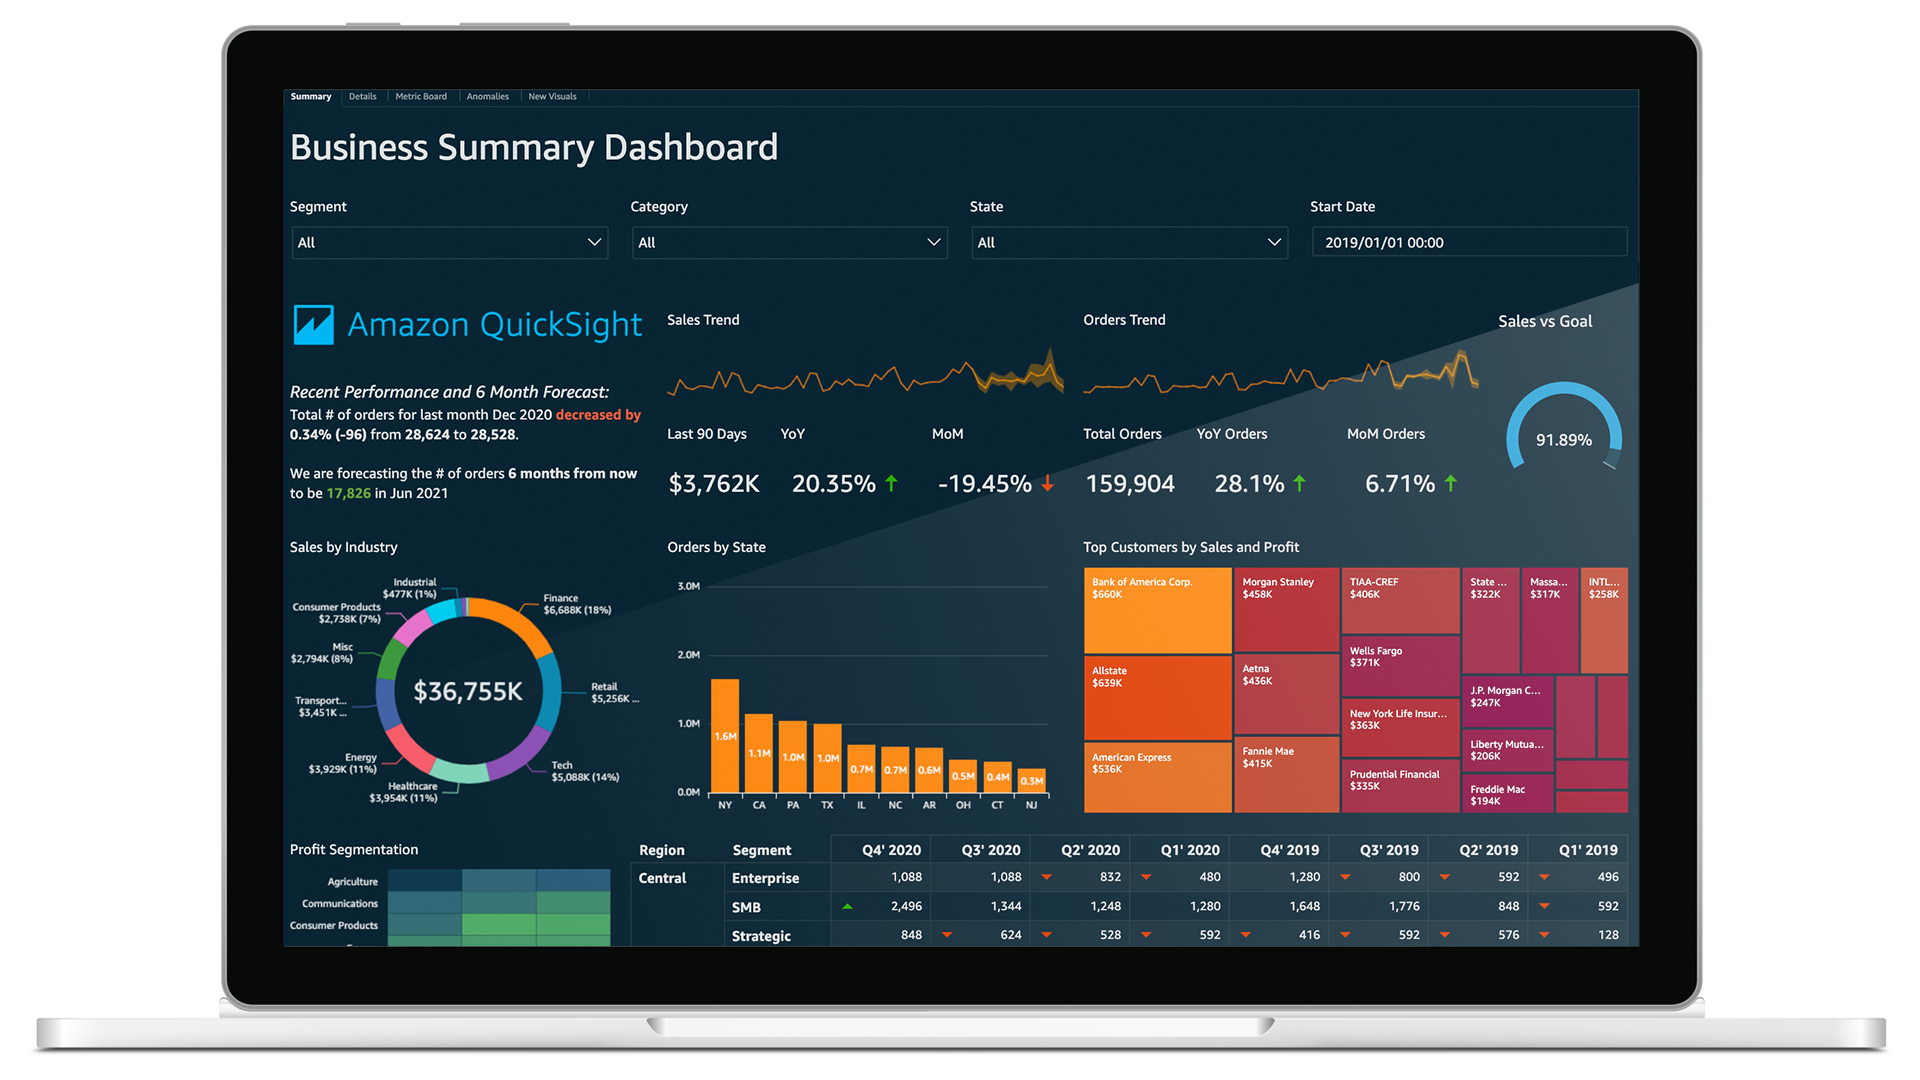 Summary Details Metric Board Anomalies New Visuals
Business Summary Dashboard
Segment Category State Start Date
All All All 2019/01/01 00:00
Amazon QuickSight
Recent Performance and 6 Month Forecast:
Total # of orders for last month Dec 2020 decreased by
0.34% (-96) from 28,624 to 28,528.
We are forecasting the # of orders 6 months from now
to be 17,826 in Jun 2021
Sales Trend
Last 90 Days YoY MoM
$3,762K 20.35% -19.45%
Orders Trend
Total Orders YoY Orders MoM Orders
159,904 28.1% 6.71%
Sales vs Goal
91.89%
Sales by Industry
Industrial
$477K (1%)
Consumer Products
$2,738K (7%)
Misc
$2,794K (8%)
Transport...
$3,451K ...
Energy
$3,929K (11%)
Healthcare
$3,954K (11%)
Finance
$6,688K (18%)
Retail
$5,256K ...
Tech
$5,088K (14%)
$36,755K
Orders by State
3.0M
2.0M
1.0M
0.0M
1.6M 1.1M 1.0M 1.0M 0.7M 0.7M 0.6M 0.5M 0.4M 0.3M
NY CA PA TX IL NC AR OH CT NJ
Top Customers by Sales and Profit
Bank of America Corp.
$660K
Allstate
$639K
American Express
$536K
Morgan Stanley
$458K
Aetna
$436K
Fannie Mae
$415K
TIAA-CREF
$406K
Wells Fargo
$371K
New York Life Insur...
$363K
Prudential Financial
$335K
State ...
$322K
Massa...
$317K
INTL...
$258K
J.P. Morgan C...
$247K
Liberty Mutua...
$206K
Freddie Mac
$194K
Profit Segmentation
Agriculture
Communications
Consumer Products
Region Segment Q4' 2020 Q3' 2020 Q2' 2020 Q1' 2020 Q4' 2019 Q3' 2019 Q2' 2019 Q1' 2019
Central Enterprise 1,088 1,088 832 480 1,280 800 592 496
SMB 2,496 1,344 1,248 1,280 1,648 1,776 848 592
Strategic 848 624 528 592 416 592 576 128